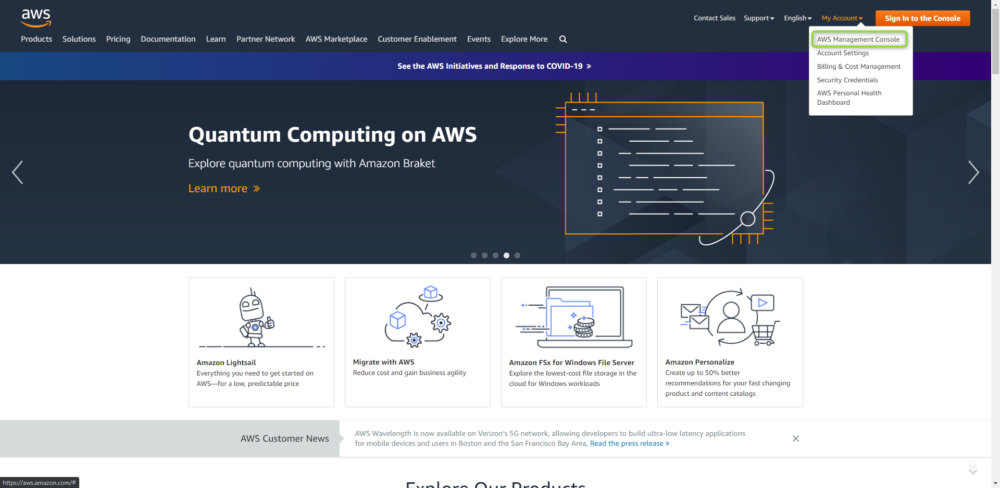 aws
Contact Sales Support English My Account Sign In to the Console
Products Solutions Pricing Documentation Learn Partner Network AWS Marketplace Customer Enablement Events Explore More
AWS Management Console
Account Settings
Billing & Cost Management
Security Credentials
AWS Personal Health
Dashboard
See the AWS Initiatives and Response to COVID-19 »
Quantum Computing on AWS
Explore quantum computing with Amazon Braket
Learn more »
Amazon Lightsail
Everything you need to get started on
AWS—for a low, predictable price
Migrate with AWS
Reduce cost and gain business agility
Amazon FSx for Windows File Server
Explore the lowest-cost file storage in the
cloud for Windows workloads
Amazon Personalize
Create up to 50% better
recommendations for your fast changing
product and content catalogs
AWS Customer News
AWS Wavelength is now available on Verizon's 5G network, allowing developers to build ultra-low latency applications
for mobile devices and users in Boston and the San Francisco Bay Area, Read the press release »
Explore Our Products
https://aws.amazon.com/#